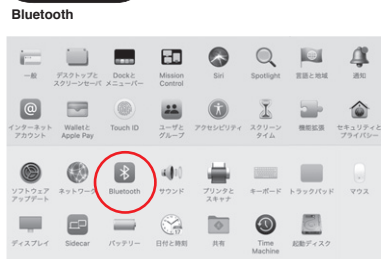 Bluetooth
一般 デスクトップと Dockと Mission Siri Spotlight 言語と地域 通知
スクリーンセーバ メニューバー Control
インターネット Walletと Touch ID ユーザと アクセシビリティ スクリーン 機能拡張 セキュリティと
アカウント Apple Pay グループ タイム プライバシー
ソフトウェア ネットワーク Bluetooth サウンド プリンタと キーボード トラックパッド マウス
アップデート スキャナ
ディスプレイ Sidecar バッテリー 日付と時刻 共有 Time 起動ディスク
Machine